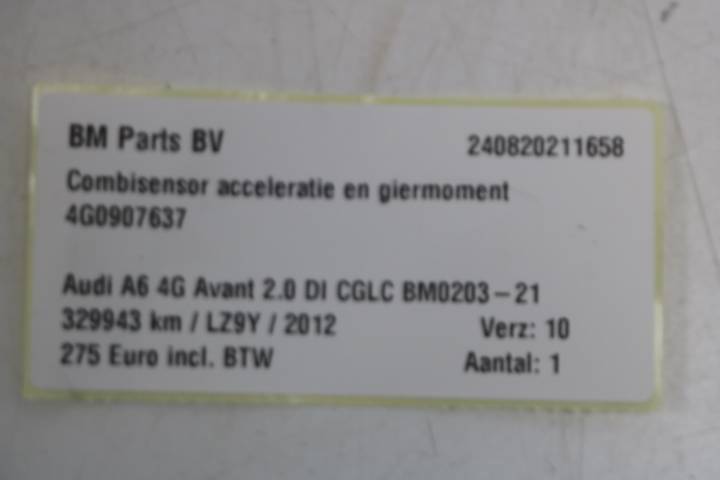 BM Parts BV 240820211658
Combisensor acceleratie en giermoment
4G0907637
Audi A6 4G Avant 2.0 DI CGLC BM0203-21
329943 km / LZ9Y / 2012 Verz: 10
275 Euro incl. BTW Aantal: 1